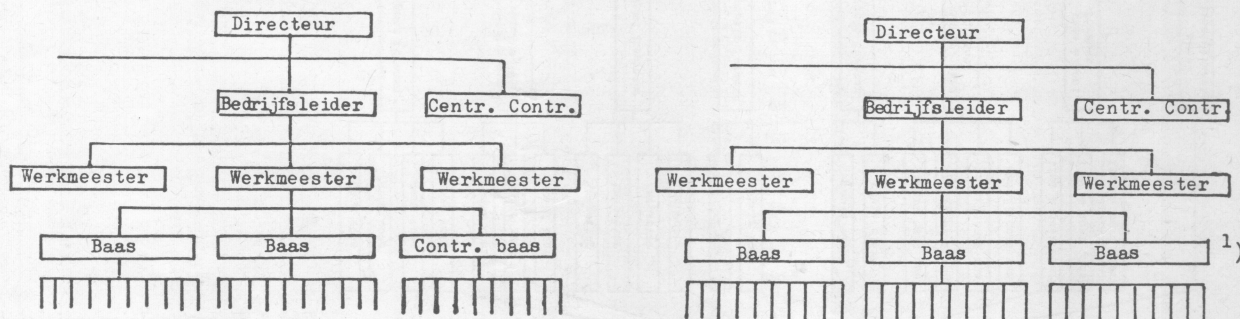 Directeur
Bedrijfsleider Centr. Contr.
Werkmeester Werkmeester Werkmeester
Baas Baas Contr. baas
Directeur
Bedrijfsleider Centr. Contr.
Werkmeester Werkmeester Werkmeester
Baas Baas Baas 1)